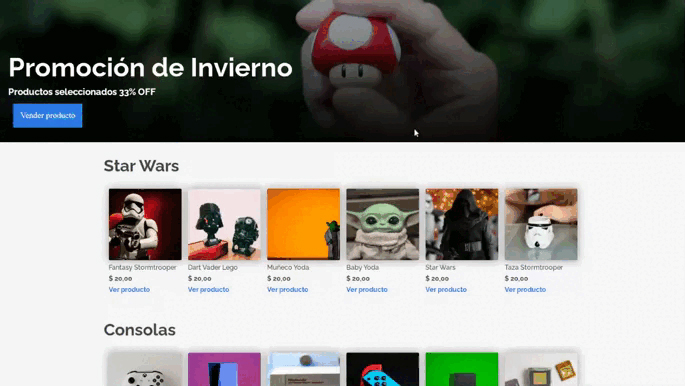 Promoción de Invierno
Productos seleccionados 33% OFF
Vender producto
Star Wars
Fantasy Stormtrooper
$ 20,00
Ver producto
Dart Vader Lego
$ 20,00
Ver producto
Muñeco Yoda
$ 20,00
Ver producto
Baby Yoda
$ 20,00
Ver producto
Star Wars
$ 20,00
Ver producto
Taza Stormtrooper
$ 20,00
Ver producto
Consolas